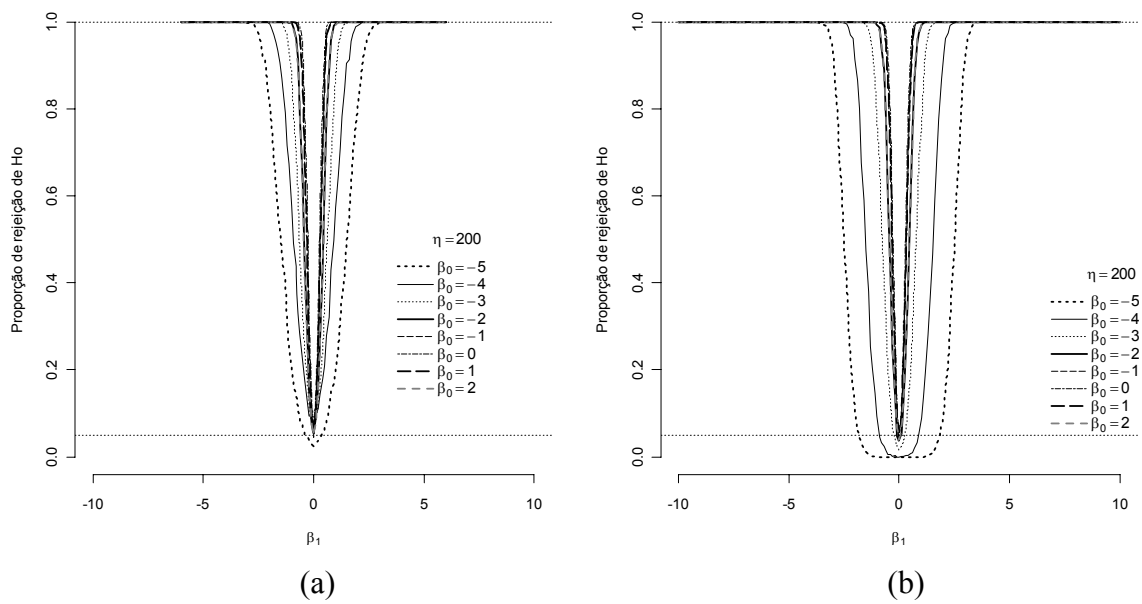 Proporção de rejeição de Ho
1.0
0.8
0.6
0.4
0.2
0.0
η = 200
β₀ = −5
β₀ = −4
β₀ = −3
β₀ = −2
β₀ = −1
β₀ = 0
β₀ = 1
β₀ = 2
-10 -5 0 5 10
β₁
(a)
Proporção de rejeição de Ho
1.0
0.8
0.6
0.4
0.2
0.0
η = 200
β₀ = −5
β₀ = −4
β₀ = −3
β₀ = −2
β₀ = −1
β₀ = 0
β₀ = 1
β₀ = 2
-10 -5 0 5 10
β₁
(b)